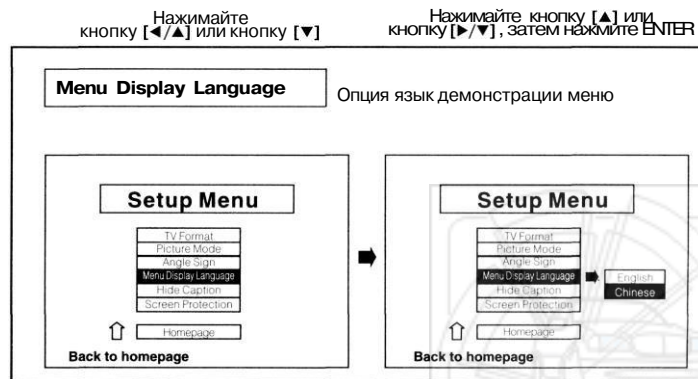 Нажимайте
кнопку [◄/▲] или кнопку [▼]
Нажимайте кнопку [▲] или
кнопку [▶/▼], затем нажмите ENTER
Menu Display Language
Опция язык демонстрации меню
Setup Menu
TV Format
Picture Mode
Angle Sign
Menu Display Language
Hide Caption
Screen Protection
Homepage
Back to homepage
Setup Menu
TV Format
Picture Mode
Angle Sign
Menu Display Language
English
Chinese
Hide Caption
Screen Protection
Homepage
Back to homepage